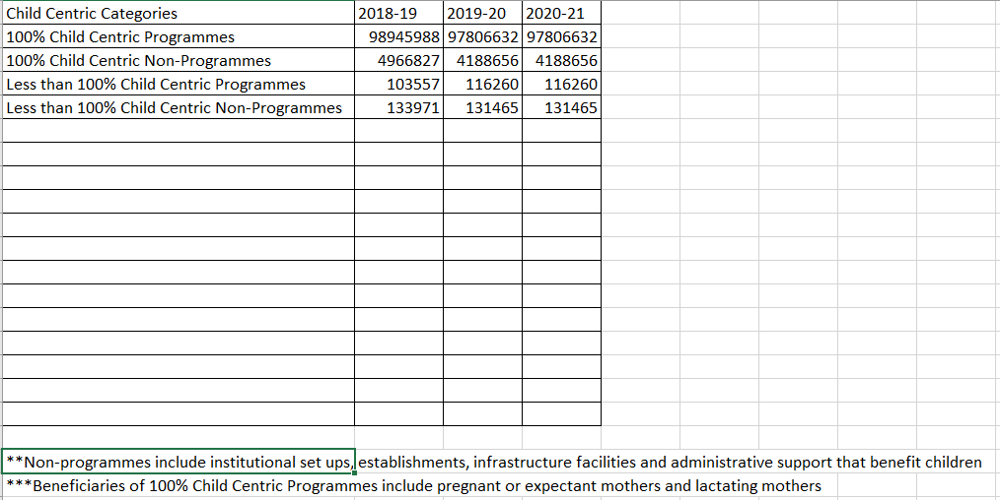 Child Centric Categories 2018-19 2019-20 2020-21
100% Child Centric Programmes 98945988 97806632 97806632
100% Child Centric Non-Programmes 4966827 4188656 4188656
Less than 100% Child Centric Programmes 103557 116260 116260
Less than 100% Child Centric Non-Programmes 133971 131465 131465
**Non-programmes include institutional set ups, establishments, infrastructure facilities and administrative support that benefit children
***Beneficiaries of 100% Child Centric Programmes include pregnant or expectant mothers and lactating mothers